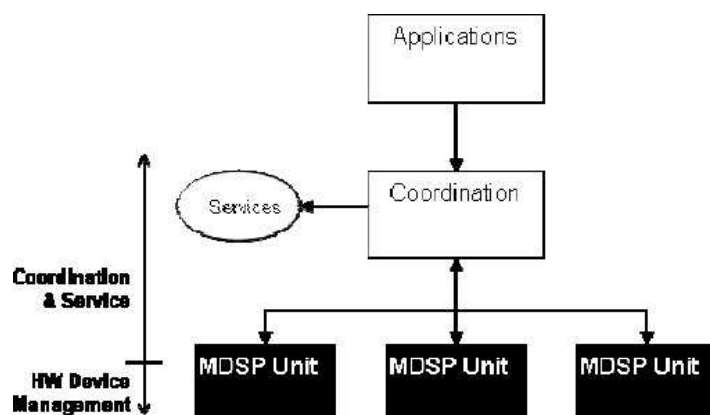 Applications
Services
Coordination
Coordination
& Service
MDSP Unit
MDSP Unit
MDSP Unit
HW Device
Management